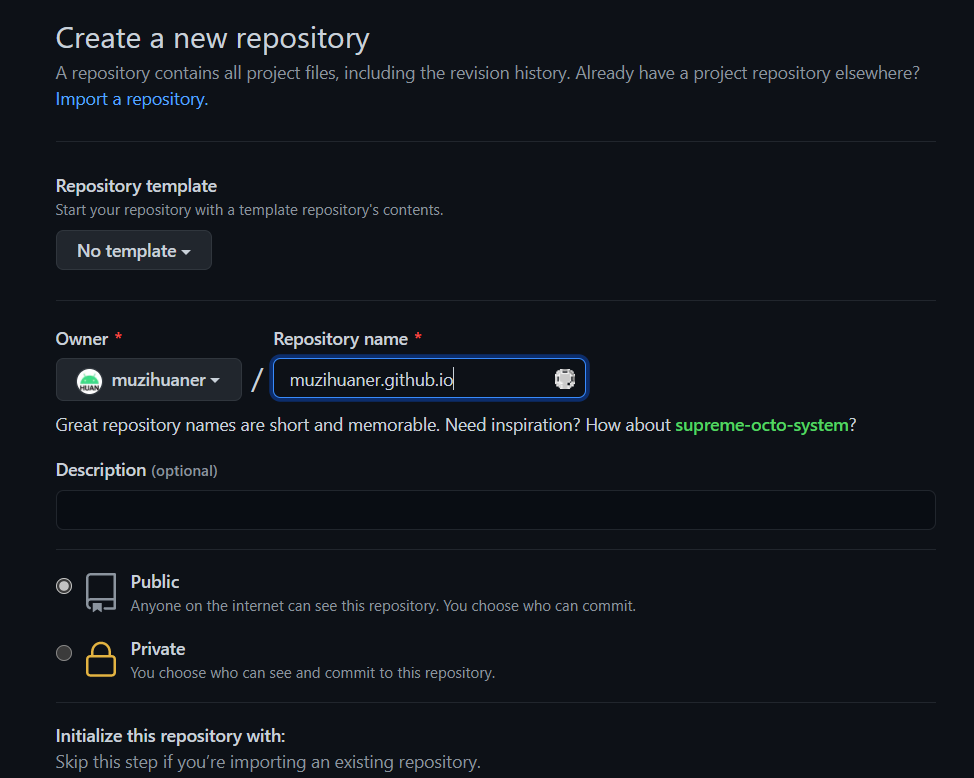 Create a new repository
A repository contains all project files, including the revision history. Already have a project repository elsewhere?
Import a repository.
Repository template
Start your repository with a template repository's contents.
No template
Owner *
Repository name *
HUAN
muzihuaner
/
muzihuaner.github.io
Great repository names are short and memorable. Need inspiration? How about supreme-octo-system?
Description (optional)
Public
Anyone on the internet can see this repository. You choose who can commit.
Private
You choose who can see and commit to this repository.
Initialize this repository with:
Skip this step if you’re importing an existing repository.